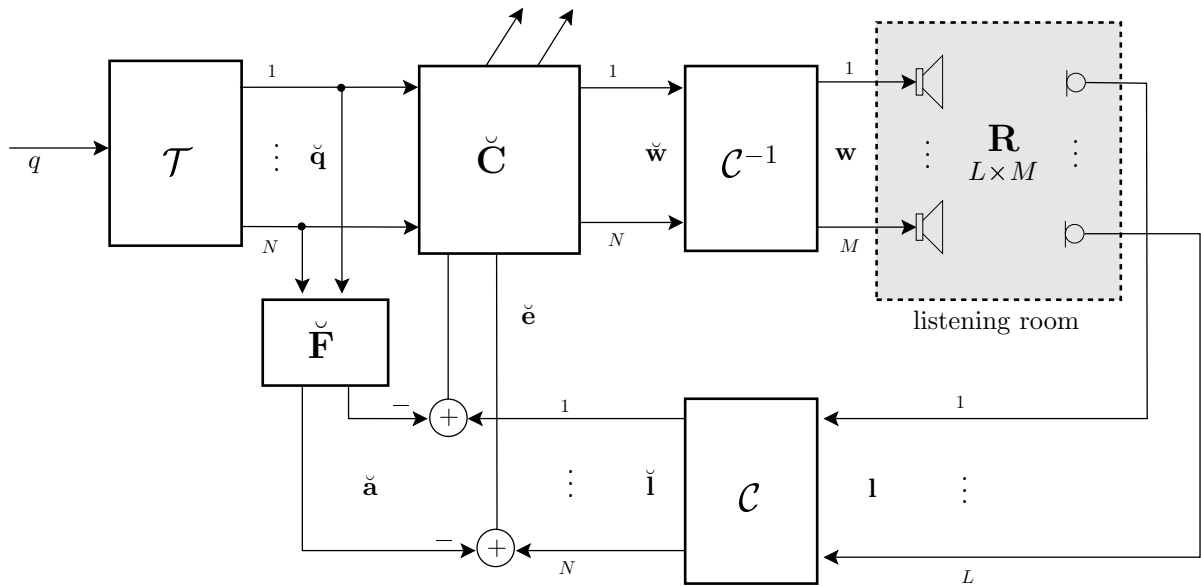 1 1 1
q 𝒯 ⋮ q̆ C̆ w̆ 𝒞⁻¹ w ⋮ R ⋮
L×M
N N M
listening room
F̆ ĕ
− + 1 1
ă ⋮ l̆ 𝒞 l ⋮
− + N L